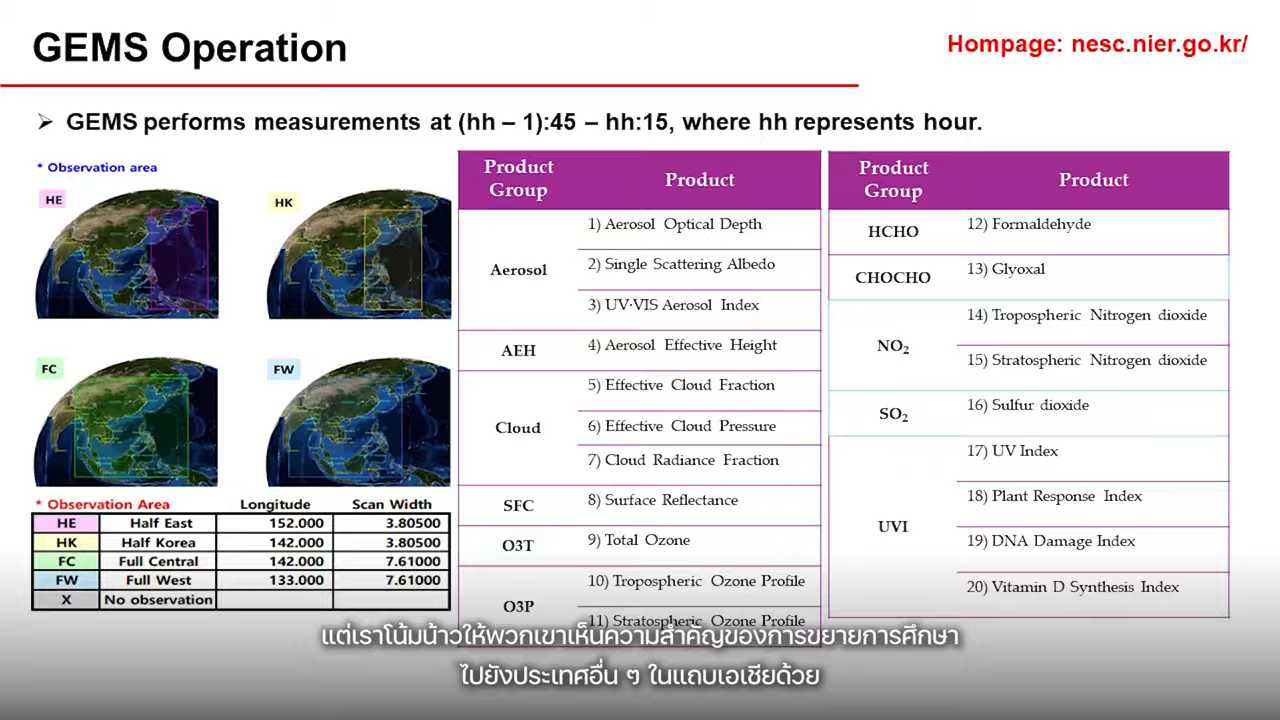 GEMS Operation
Hompage: nesc.nier.go.kr/
➢ GEMS performs measurements at (hh – 1):45 – hh:15, where hh represents hour.
* Observation area
HE
HK
FC
FW
* Observation Area Longitude Scan Width
HE Half East 152.000 3.80500
HK Half Korea 142.000 3.80500
FC Full Central 142.000 7.61000
FW Full West 133.000 7.61000
X No observation
Product Group Product
Aerosol
1) Aerosol Optical Depth
2) Single Scattering Albedo
3) UV-VIS Aerosol Index
AEH
4) Aerosol Effective Height
Cloud
5) Effective Cloud Fraction
6) Effective Cloud Pressure
7) Cloud Radiance Fraction
SFC
8) Surface Reflectance
O3T
9) Total Ozone
O3P
10) Tropospheric Ozone Profile
11) Stratospheric Ozone Profile
Product Group Product
HCHO
12) Formaldehyde
CHOCHO
13) Glyoxal
NO₂
14) Tropospheric Nitrogen dioxide
15) Stratospheric Nitrogen dioxide
SO₂
16) Sulfur dioxide
UVI
17) UV Index
18) Plant Response Index
19) DNA Damage Index
20) Vitamin D Synthesis Index
แต่เราโน้มน้าวให้พวกเขาเห็นความสำคัญของการขยายการศึกษา
ไปยังประเทศอื่น ๆ ในแถบเอเชียด้วย